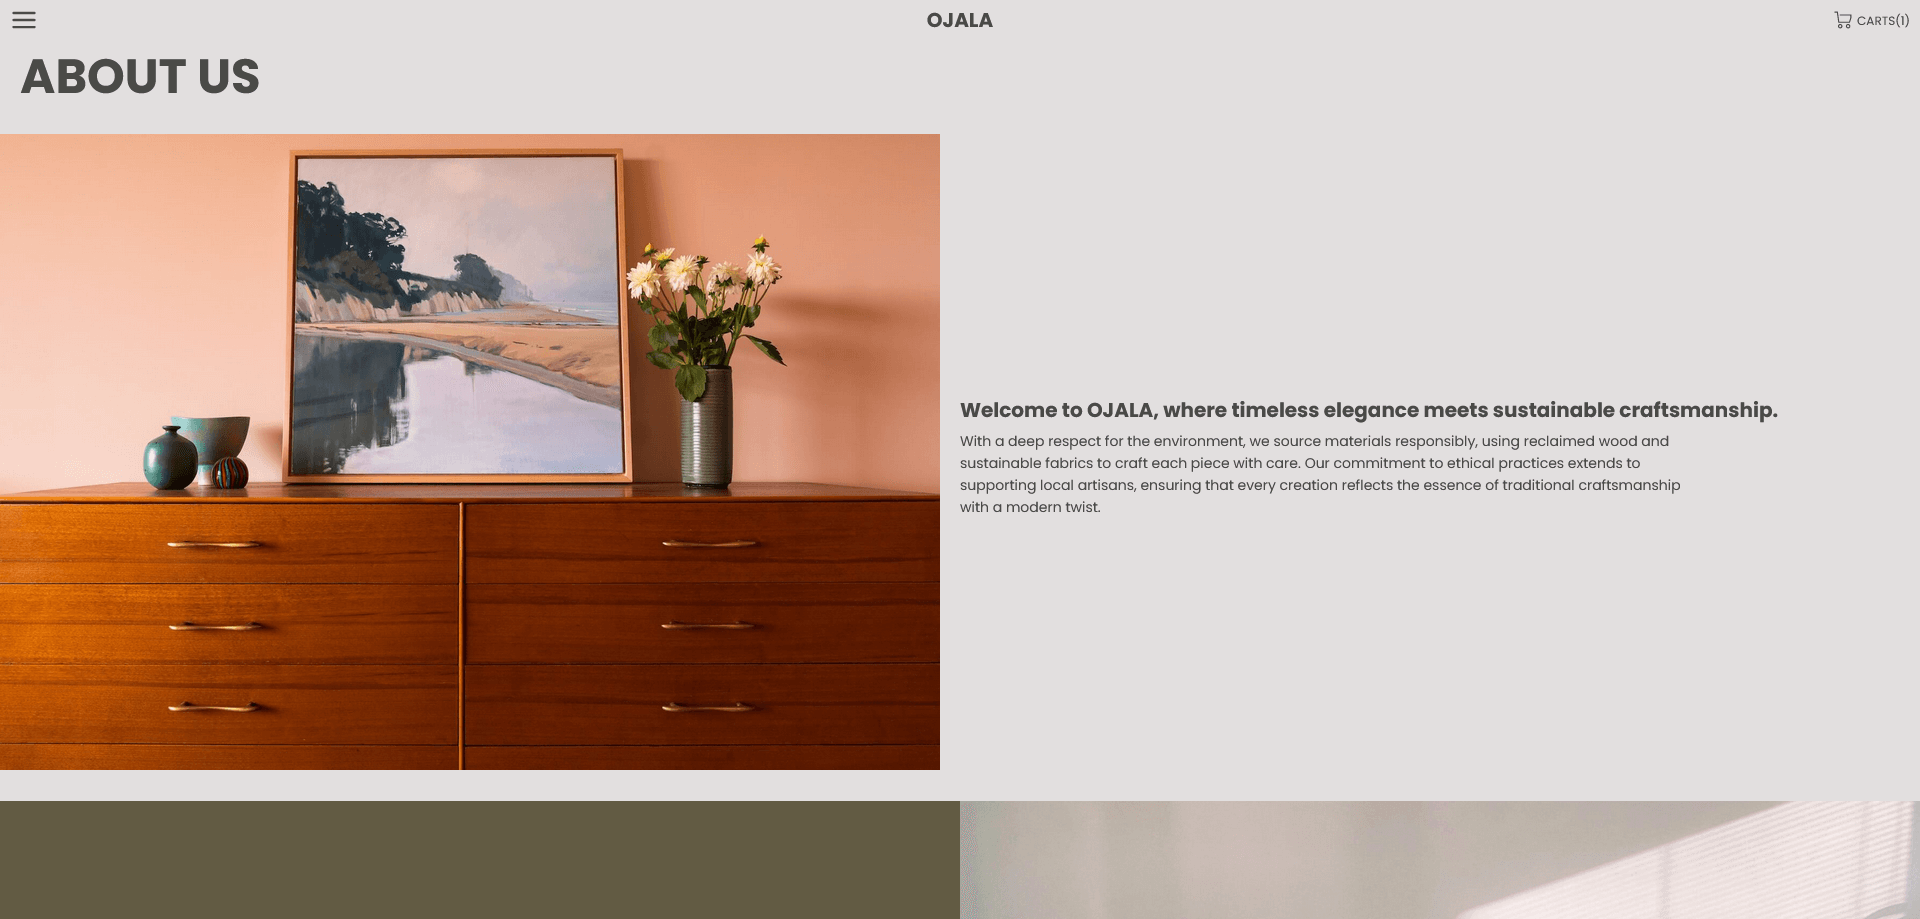 OJALA
CARTS(1)
ABOUT US
Welcome to OJALA, where timeless elegance meets sustainable craftsmanship.
With a deep respect for the environment, we source materials responsibly, using reclaimed wood and
sustainable fabrics to craft each piece with care. Our commitment to ethical practices extends to
supporting local artisans, ensuring that every creation reflects the essence of traditional craftsmanship
with a modern twist.